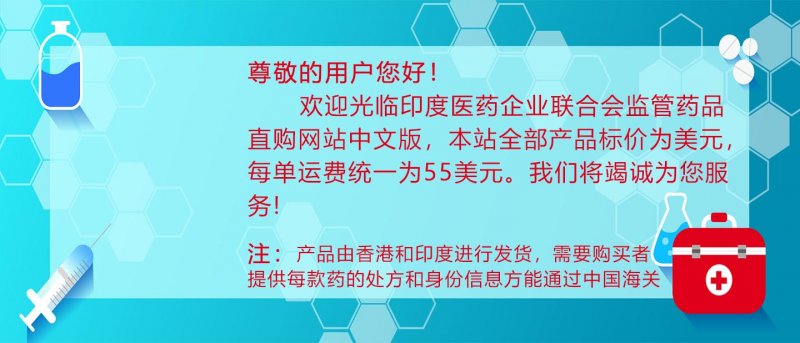 尊敬的用户您好！
欢迎光临印度医药企业联合会监管药品
直购网站中文版，本站全部产品标价为美元，
每单运费统一为55美元。我们将竭诚为您服
务!
注：产品由香港和印度进行发货，需要购买者
提供每款药的处方和身份信息方能通过中国海关